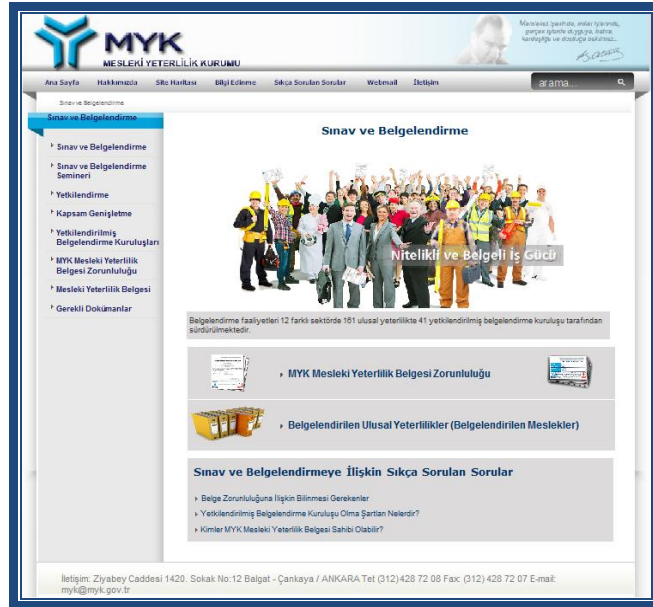 MYK
MESLEKİ YETERLİLİK KURUMU
Ana Sayfa Hakkımızda Site Haritası Bilgi Edinme Sıkça Sorulan Sorular Webmail İletişim
arama...
Sınav ve Belgelendirme
Sınav ve Belgelendirme
Sınav ve Belgelendirme
Sınav ve Belgelendirme
Semineri
Yetkilendirme
Kapsam Genişletme
Yetkilendirilmiş
Belgelendirme Kuruluşları
MYK Mesleki Yeterlilik
Belgesi Zorunluluğu
Mesleki Yeterlilik Belgesi
Gerekli Dokümanlar
Sınav ve Belgelendirme
Nitelikli ve Belgeli İş Gücü
Belgelendirme faaliyetleri 12 farklı sektörde 161 ulusal yeterlilikte 41 yetkilendirilmiş belgelendirme kuruluşu tarafından
sürdürülmektedir.
MYK Mesleki Yeterlilik Belgesi Zorunluluğu
Belgelendirilen Ulusal Yeterlilikler (Belgelendirilen Meslekler)
Sınav ve Belgelendirmeye İlişkin Sıkça Sorulan Sorular
Belge Zorunluluğuna İlişkin Bilinmesi Gerekenler
Yetkilendirilmiş Belgelendirme Kuruluşu Olma Şartları Nelerdir?
Kimler MYK Mesleki Yeterlilik Belgesi Sahibi Olabilir?
İletişim: Ziyabey Caddesi 1420. Sokak No:12 Balgat - Çankaya / ANKARA Tel: (312) 428 72 08 Fax: (312) 428 72 07 E-mail:
myk@myk.gov.tr